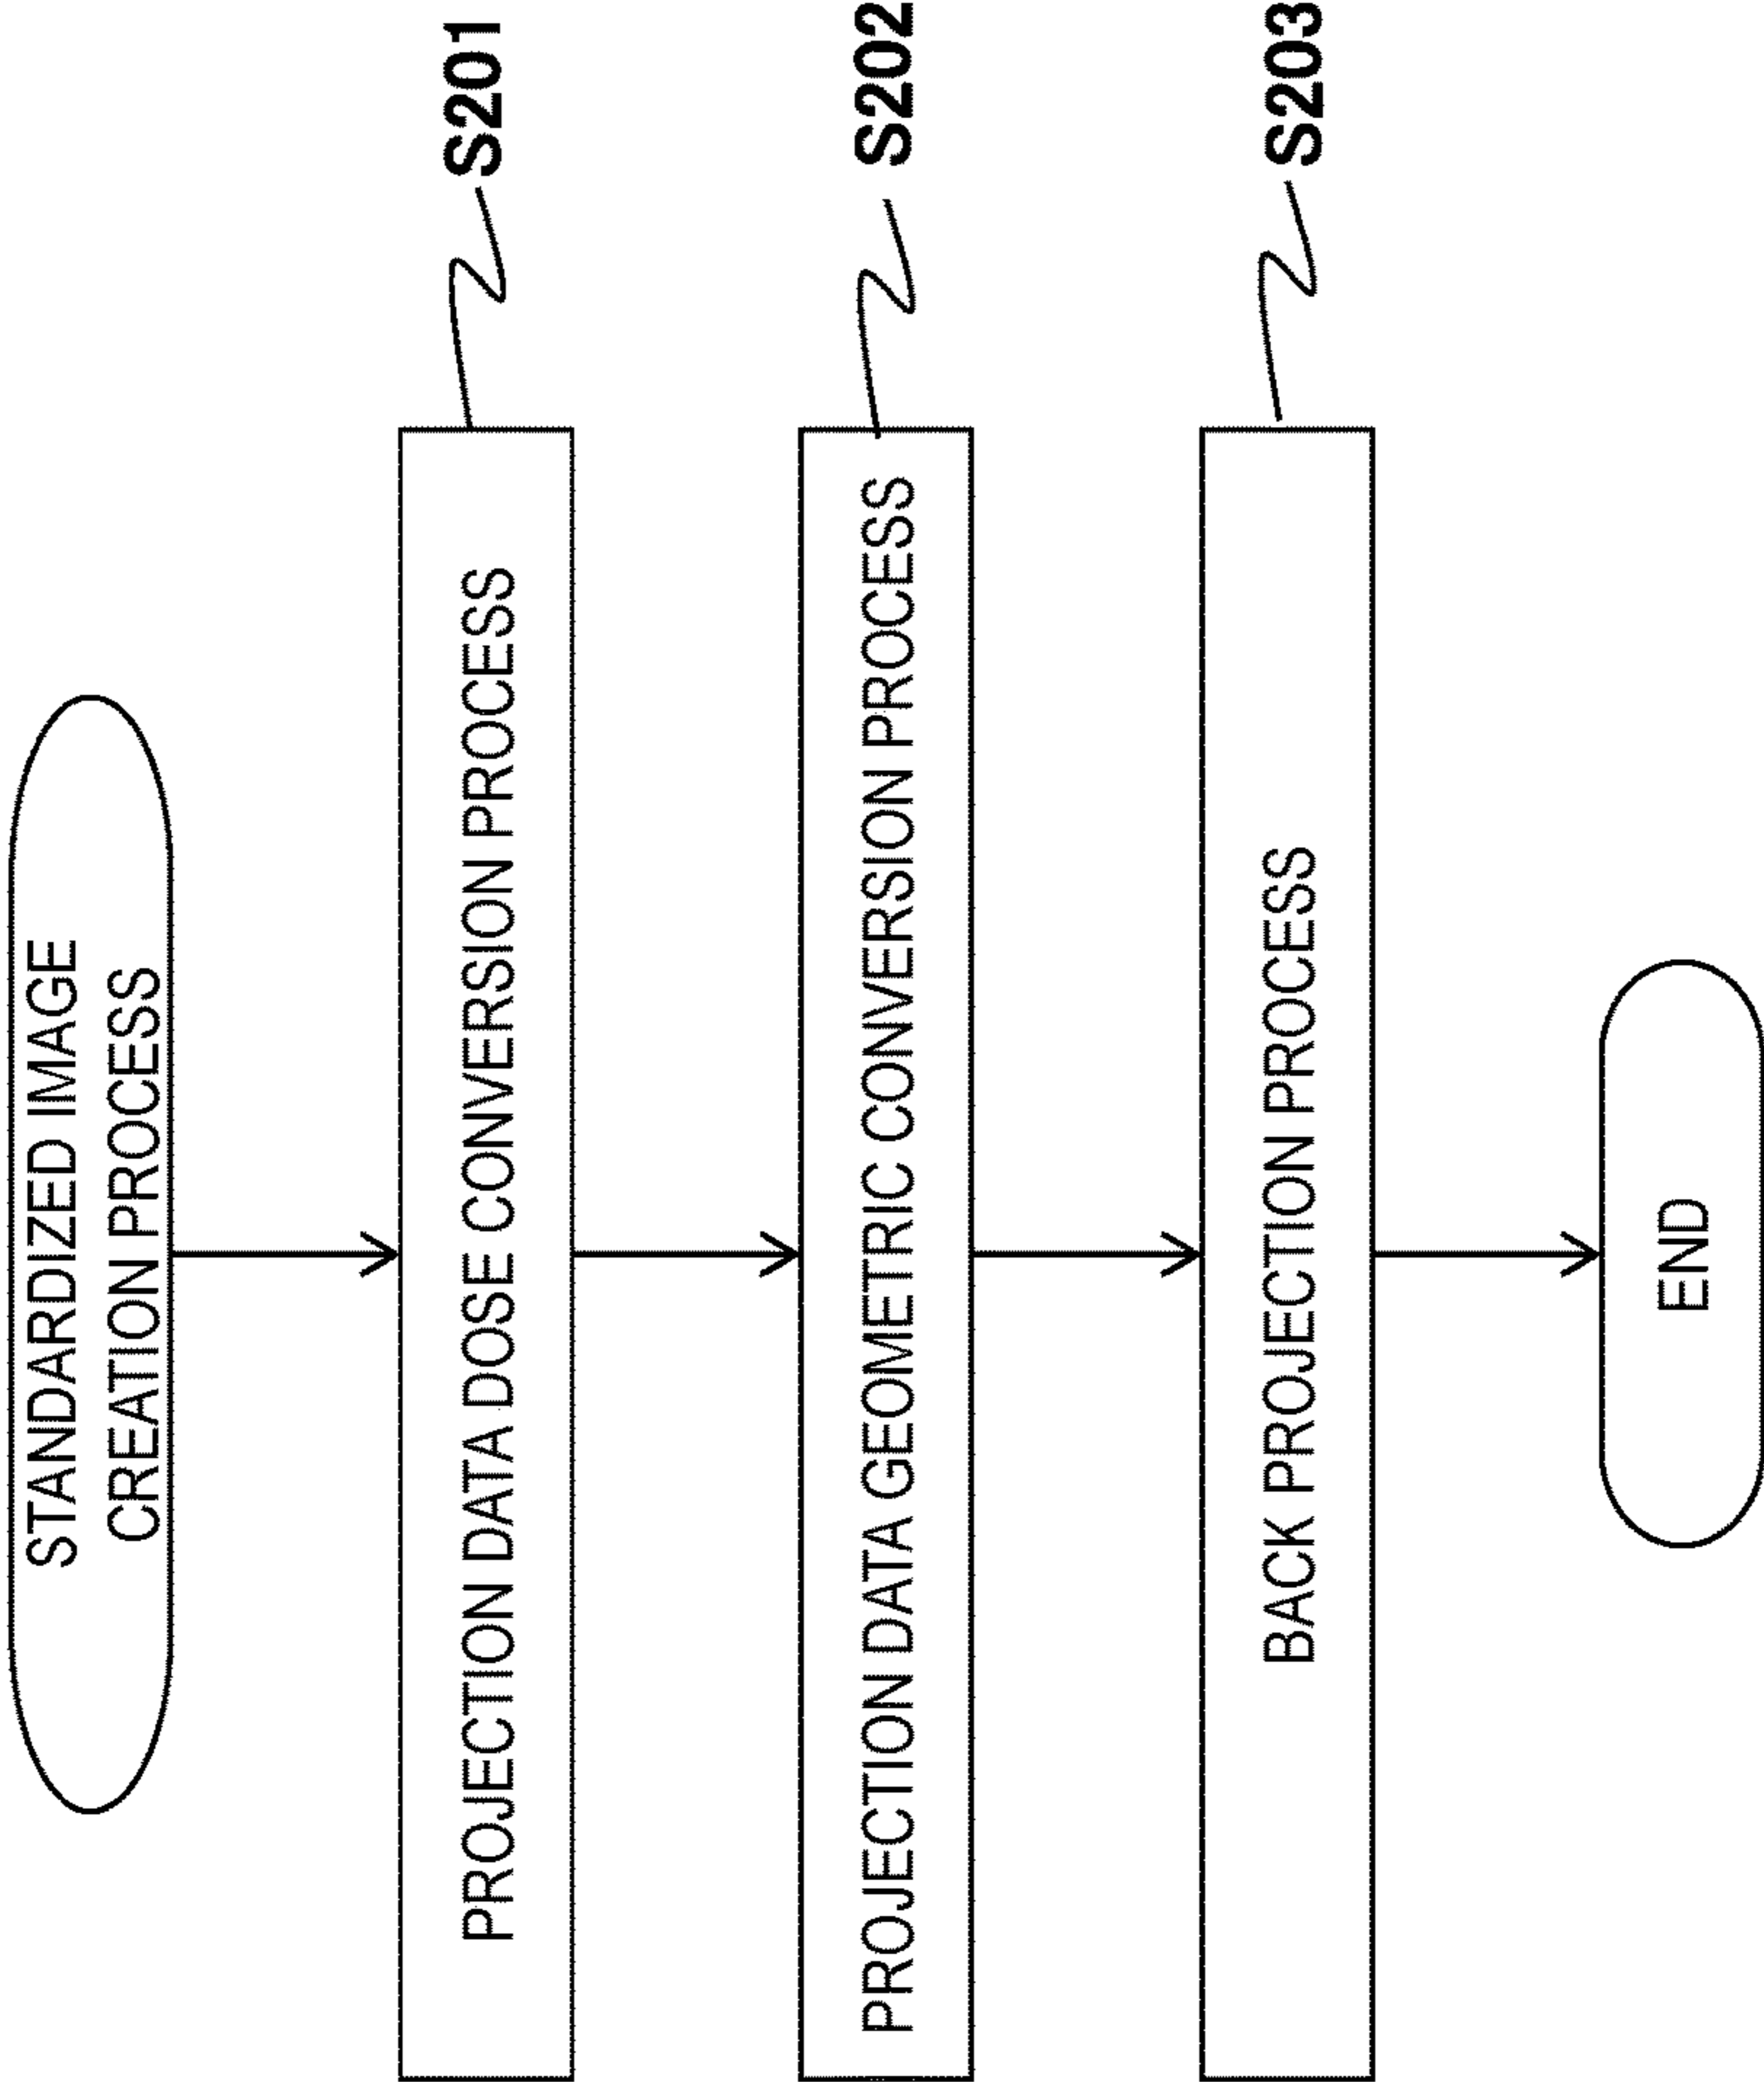 STANDARDIZED IMAGE
CREATION PROCESS
PROJECTION DATA DOSE CONVERSION PROCESS
S201
PROJECTION DATA GEOMETRIC CONVERSION PROCESS
S202
BACK PROJECTION PROCESS
S203
END